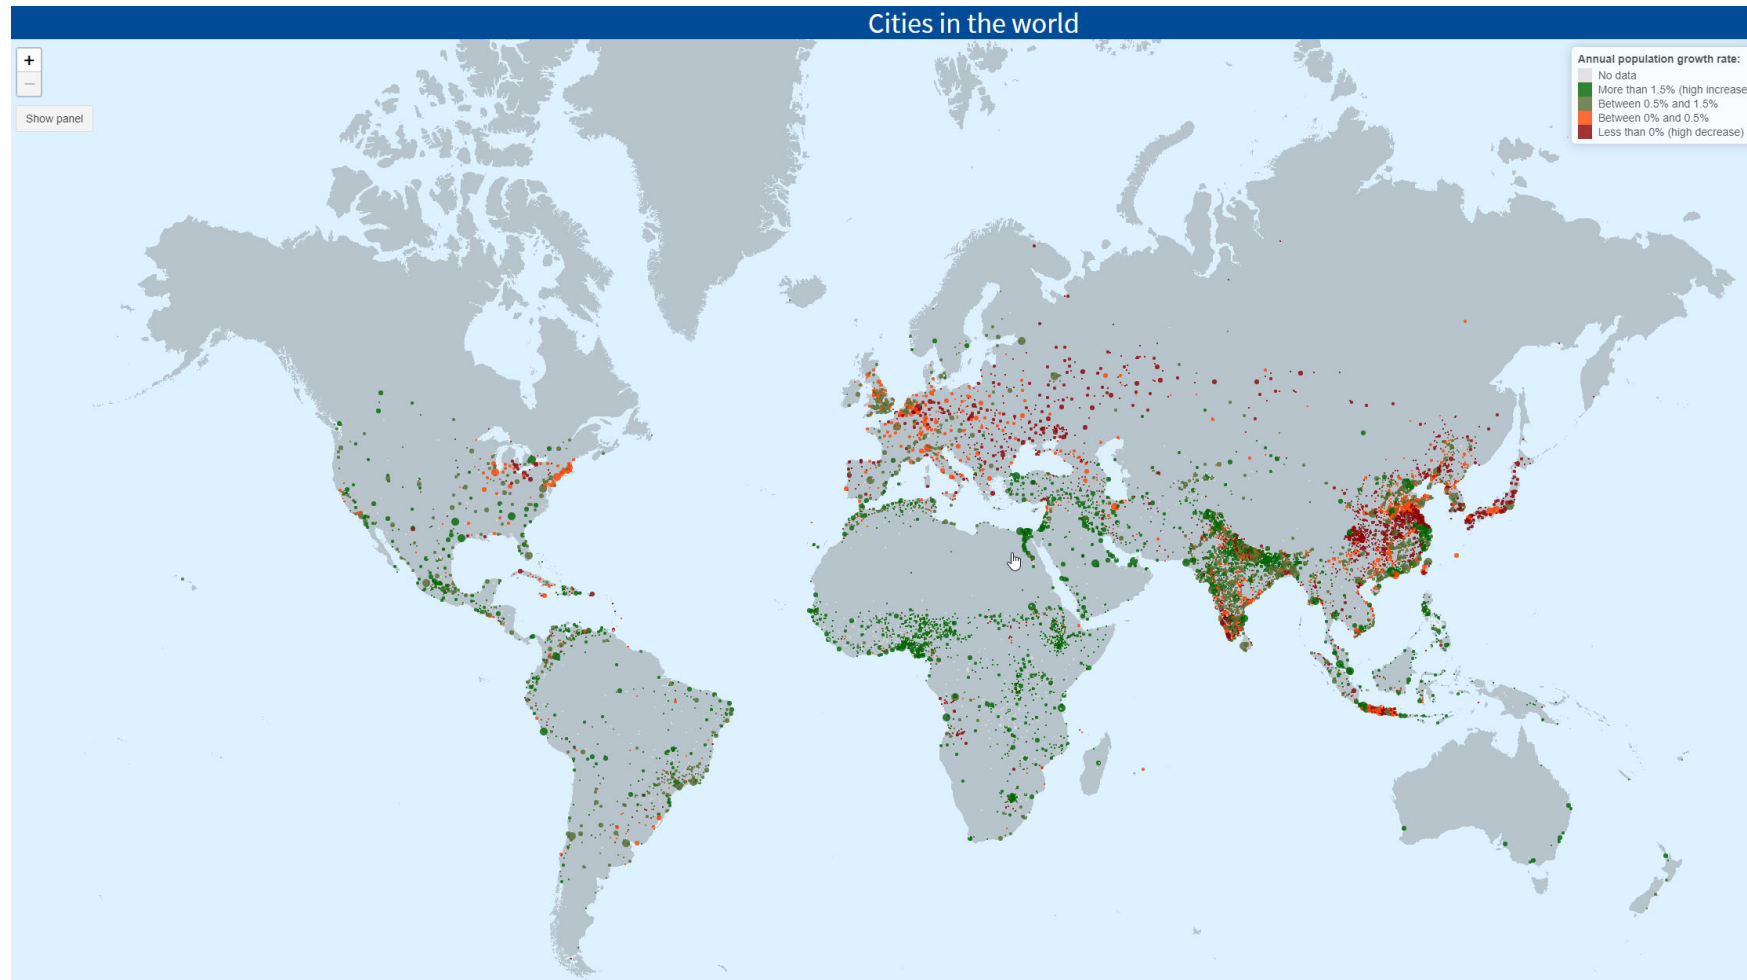 Cities in the world
+
−
Show panel
Annual population growth rate:
No data
More than 1.5% (high increase
Between 0.5% and 1.5%
Between 0% and 0.5%
Less than 0% (high decrease)